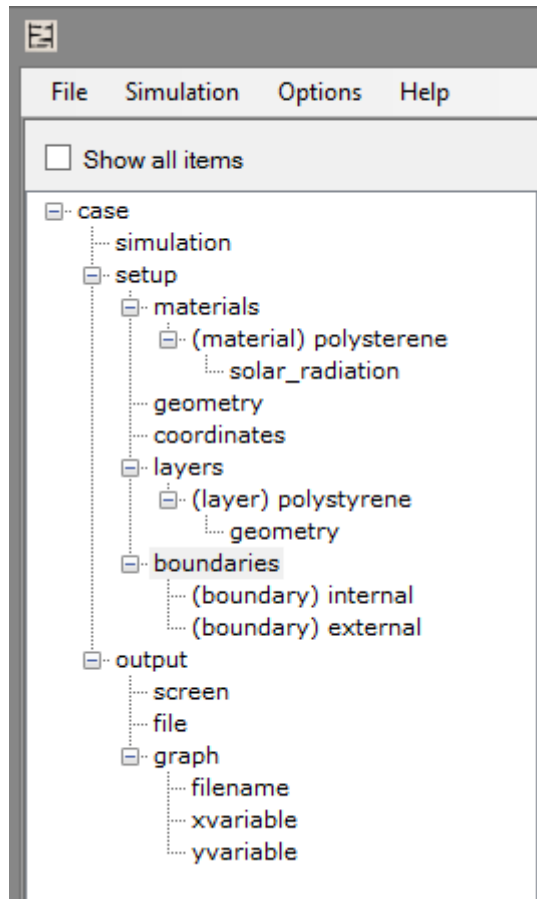 File Simulation Options Help
Show all items
case
simulation
setup
materials
(material) polysterene
solar_radiation
geometry
coordinates
layers
(layer) polystyrene
geometry
boundaries
(boundary) internal
(boundary) external
output
screen
file
graph
filename
xvariable
yvariable